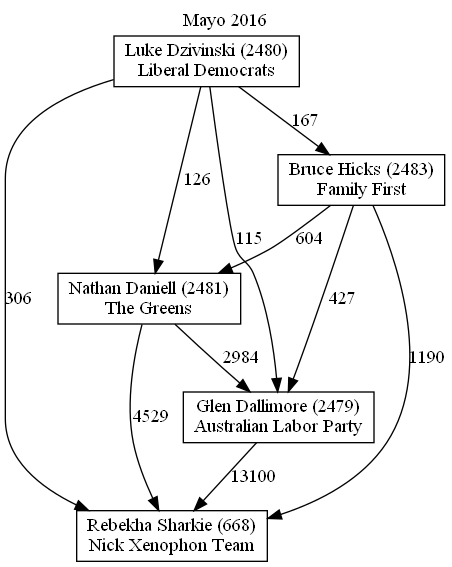 Mayo 2016
Luke Dzivinski (2480)
Liberal Democrats
167
Bruce Hicks (2483)
Family First
126
115
604
Nathan Daniell (2481)
The Greens
306
427
2984
1190
Glen Dallimore (2479)
Australian Labor Party
4529
13100
Rebekha Sharkie (668)
Nick Xenophon Team